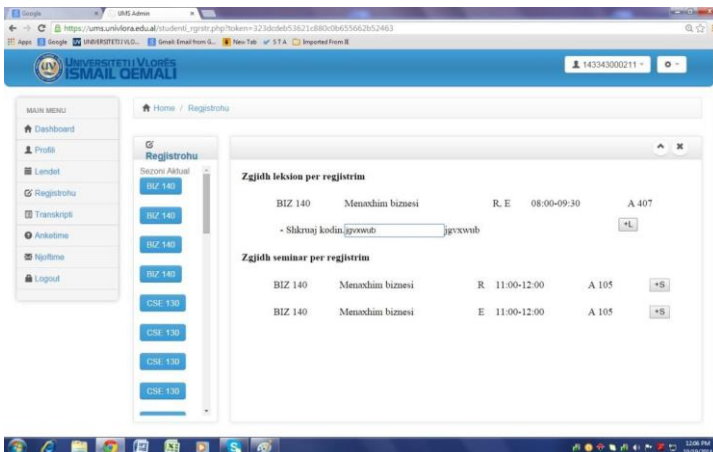 Google
UMS Admin
https://ums.univlora.edu.al/studenti_rgjstr.php?token=323dcdeb53621c880c0b655662b52463
Apps Google UNIVERSITETI I VLO... Gmail: Email from G... New Tab S T A Imported From IE
UNIVERSITETI I VLORËS
ISMAIL QEMALI
143343000211
MAIN MENU
Dashboard
Profili
Lendet
Regjistrohu
Transkripti
Anketime
Njoftime
Logout
Home / Regjistrohu
Regjistrohu
Sezoni Aktual
BIZ 140
BIZ 140
BIZ 140
BIZ 140
CSE 130
CSE 130
CSE 130
CSE 130
Zgjidh leksion per regjistrim
BIZ 140 Menaxhim biznesi R, E 08:00-09:30 A 407
- Shkruaj kodin jgvxwub jgvxwub +L
Zgjidh seminar per regjistrim
BIZ 140 Menaxhim biznesi R 11:00-12:00 A 105 +S
BIZ 140 Menaxhim biznesi E 11:00-12:00 A 105 +S
12:06 PM